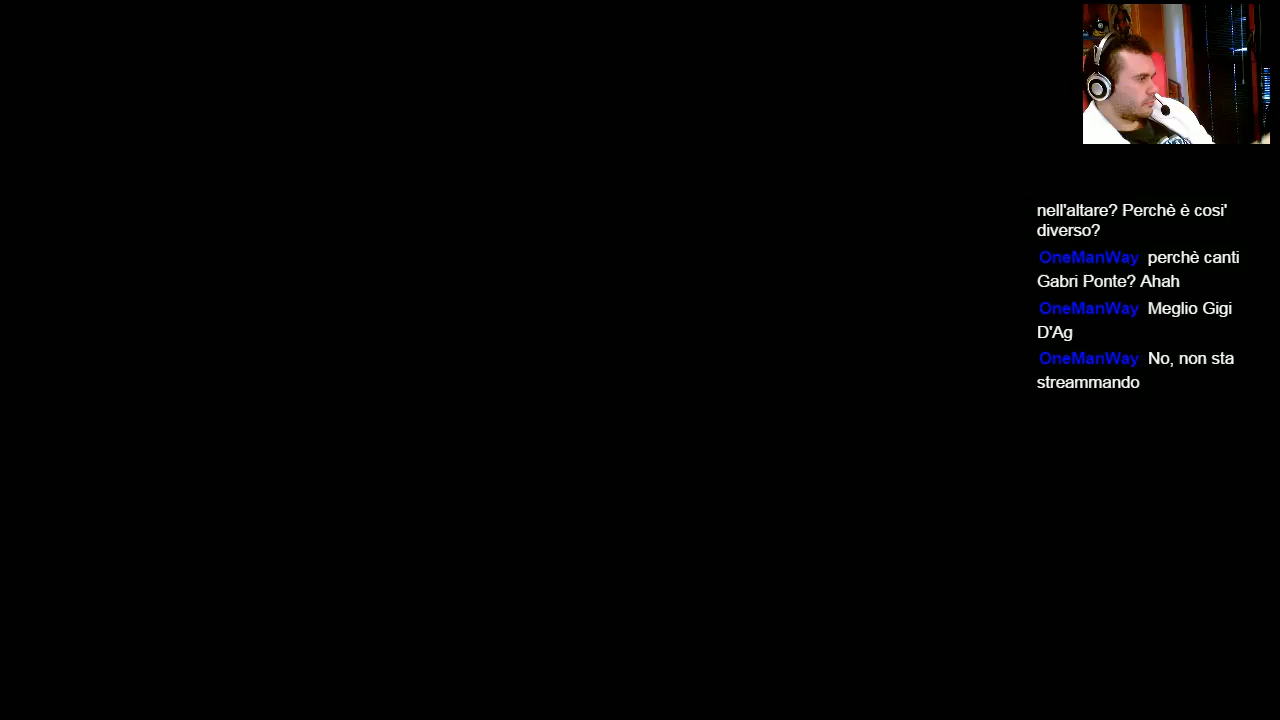 nell'altare? Perchè è cosi'
diverso?
OneManWay perchè canti
Gabri Ponte? Ahah
OneManWay Meglio Gigi
D'Ag
OneManWay No, non sta
streammando